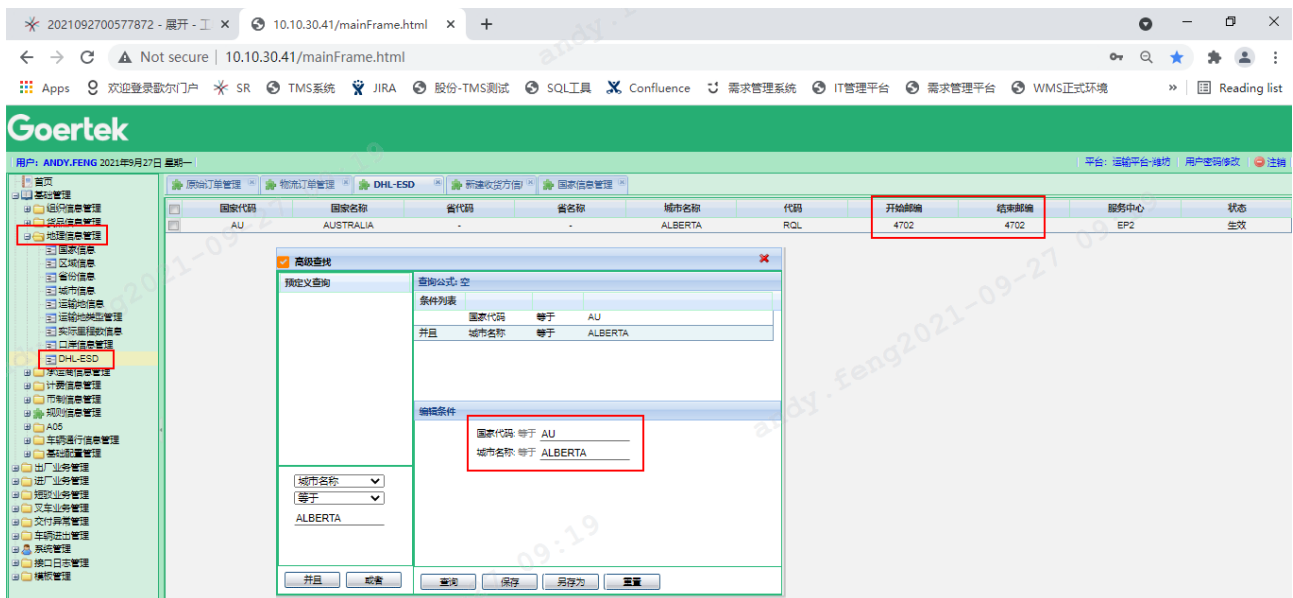 2021092700577872 - 展开 - 工
10.10.30.41/mainFrame.html
Not secure | 10.10.30.41/mainFrame.html
Apps 欢迎登录歌尔门户 SR TMS系统 JIRA 股份-TMS测试 SQL工具 Confluence 需求管理系统 IT管理平台 需求管理平台 WMS正式环境 » Reading list
Goertek
用户: ANDY.FENG 2021年9月27日 星期一 平台: 运输平台-潍坊 用户密码修改 注销
首页
基础管理
组织信息管理
货品信息管理
地理信息管理
国家信息
区域信息
省份信息
城市信息
运输地信息
运输地类型管理
实际里程数信息
口岸信息管理
DHL-ESD
承运商信息管理
计费信息管理
币制信息管理
规则信息管理
A05
车辆通行信息管理
基础配置管理
出厂业务管理
进厂业务管理
短驳业务管理
叉车业务管理
交付异常管理
车辆进出管理
系统管理
接口日志管理
模板管理
原始订单管理 物流订单管理 DHL-ESD 新建收货方信 国家信息管理
国家代码 国家名称 省代码 省名称 城市名称 代码 开始邮编 结束邮编 服务中心 状态
AU AUSTRALIA - - ALBERTA RQL 4702 4702 EP2 生效
高级查找
预定义查询
查询公式: 空
条件列表
国家代码 等于 AU
并且 城市名称 等于 ALBERTA
编辑条件
国家代码: 等于 AU
城市名称: 等于 ALBERTA
城市名称
等于
ALBERTA
并且 或者
查询 保存 另存为 重置
andy.feng2021-09-27
09:19